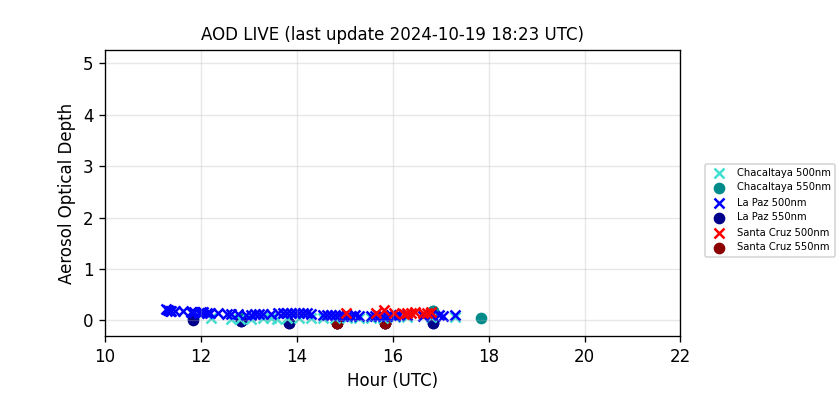 AOD LIVE (last update 2024-10-19 18:23 UTC)
5
4
3
2
1
0
Aerosol Optical Depth
10 12 14 16 18 20 22
Hour (UTC)
Chacaltaya 500nm
Chacaltaya 550nm
La Paz 500nm
La Paz 550nm
Santa Cruz 500nm
Santa Cruz 550nm